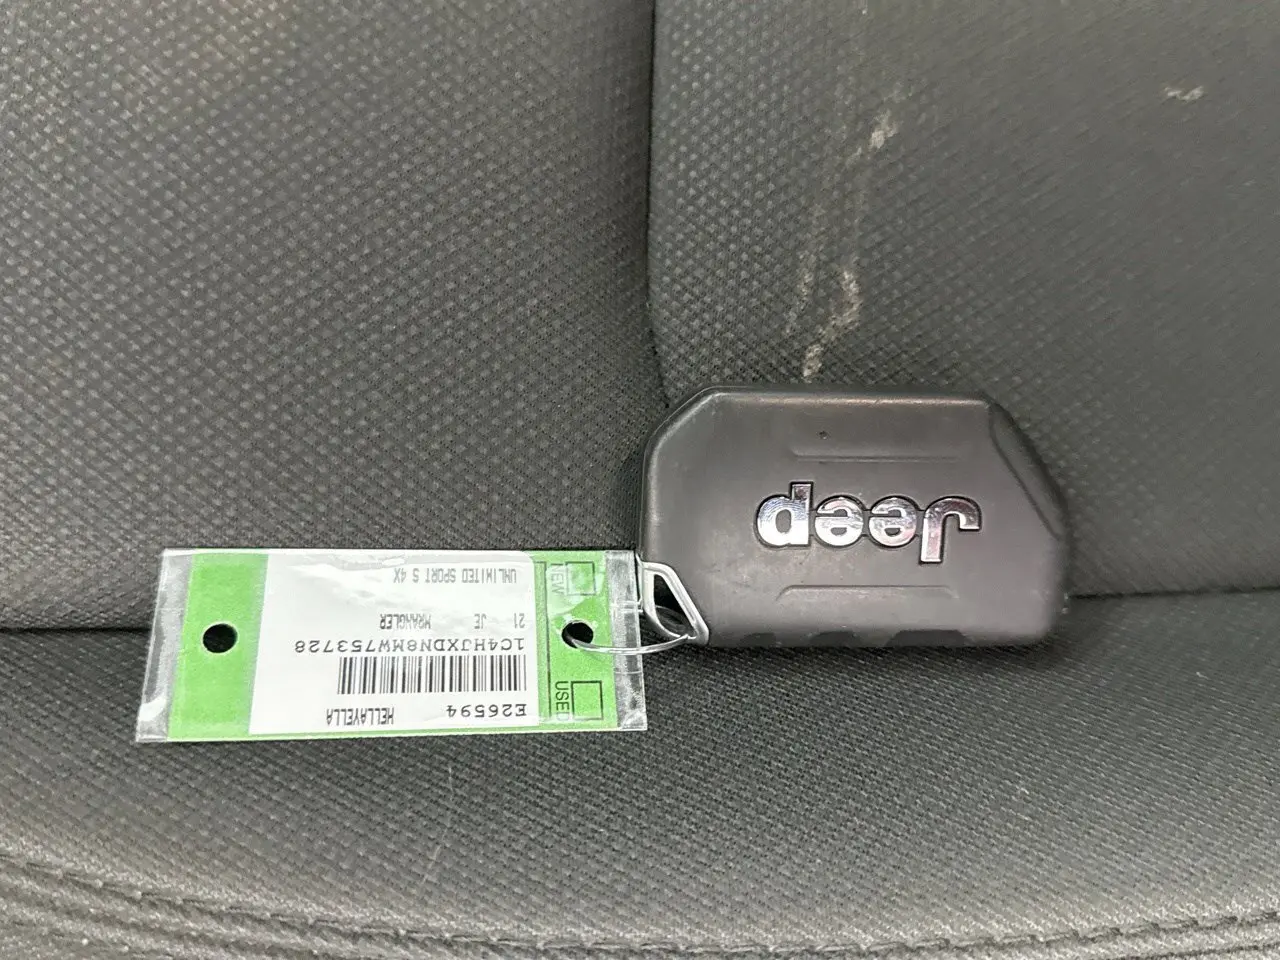 Jeep
E26594 HELLAYELLA
1C4HJXDN8MW753728
21 JE WRANGLER
UNLIMITED SPORT S 4X
USED
NEW